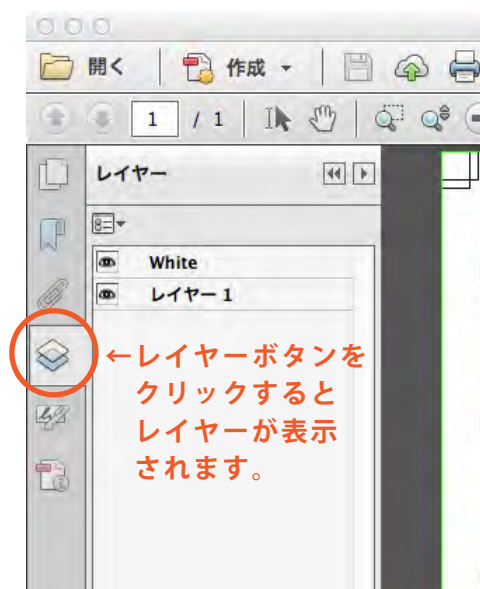 開く 作成
1 / 1
レイヤー
White
レイヤー 1
←レイヤーボタンを
クリックすると
レイヤーが表示
されます。